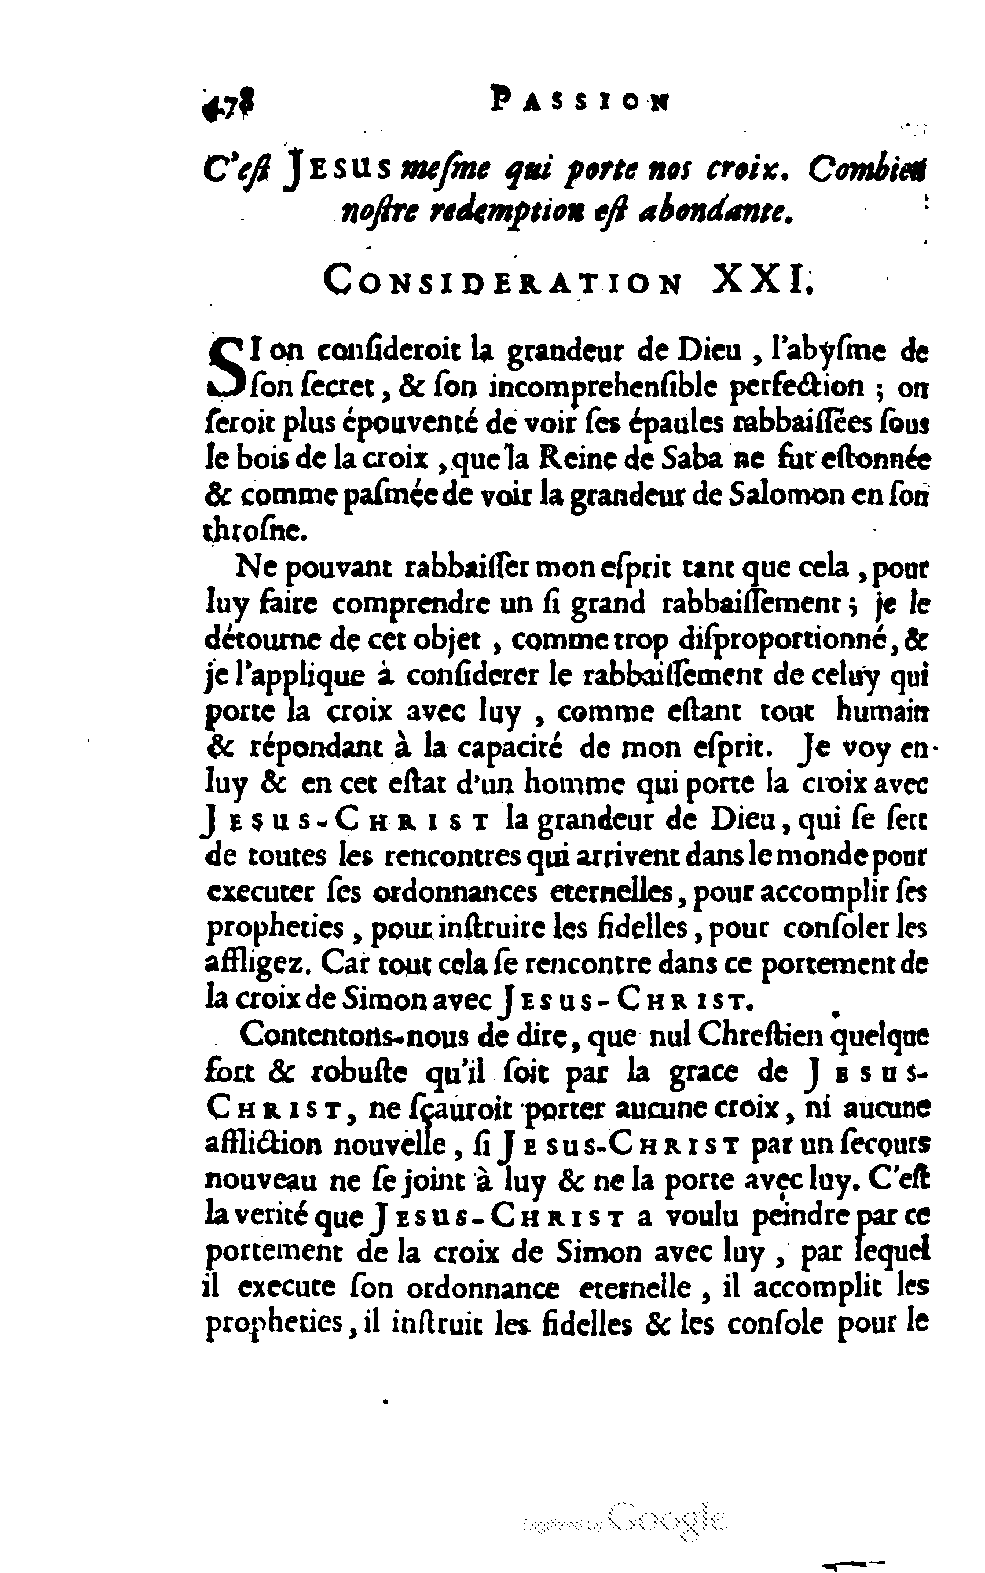 478 PASSION
C'eſt JESUS meſme qui porte nos croix. Combien
noſtre redemption eſt abondante.
CONSIDERATION XXI.
SI on conſideroit la grandeur de Dieu, l'abyſme de
ſon ſecret, & ſon incomprehenſible perfection ; on
ſeroit plus épouventé de voir ſes épaules rabbaiſſées ſous
le bois de la croix, que la Reine de Saba ne fut eſtonnée
& comme paſmée de voir la grandeur de Salomon en ſon
throſne.
Ne pouvant rabbaiſſer mon eſprit tant que cela, pour
luy faire comprendre un ſi grand rabbaiſſement ; je le
détourne de cet objet, comme trop diſproportionné, &
je l'applique à conſiderer le rabbaiſſement de celuy qui
porte la croix avec luy, comme eſtant tout humain
& répondant à la capacité de mon eſprit. Je voy en
luy & en cet eſtat d'un homme qui porte la croix avec
JESUS-CHRIST la grandeur de Dieu, qui ſe ſert
de toutes les rencontres qui arrivent dans le monde pour
executer ſes ordonnances eternelles, pour accomplir ſes
propheties, pour inſtruire les fidelles, pour conſoler les
affligez. Car tout cela ſe rencontre dans ce portement de
la croix de Simon avec JESUS-CHRIST.
Contentons-nous de dire, que nul Chreſtien quelque
fort & robuſte qu'il ſoit par la grace de JESUS-
CHRIST, ne ſçauroit porter aucune croix, ni aucune
affliction nouvelle, ſi JESUS-CHRIST par un ſecours
nouveau ne ſe joint à luy & ne la porte avec luy. C'eſt
la verité que JESUS-CHRIST a voulu peindre par ce
portement de la croix de Simon avec luy, par lequel
il execute ſon ordonnance eternelle, il accomplit les
propheties, il inſtruit les fidelles & les conſole pour le
Digitized by Google